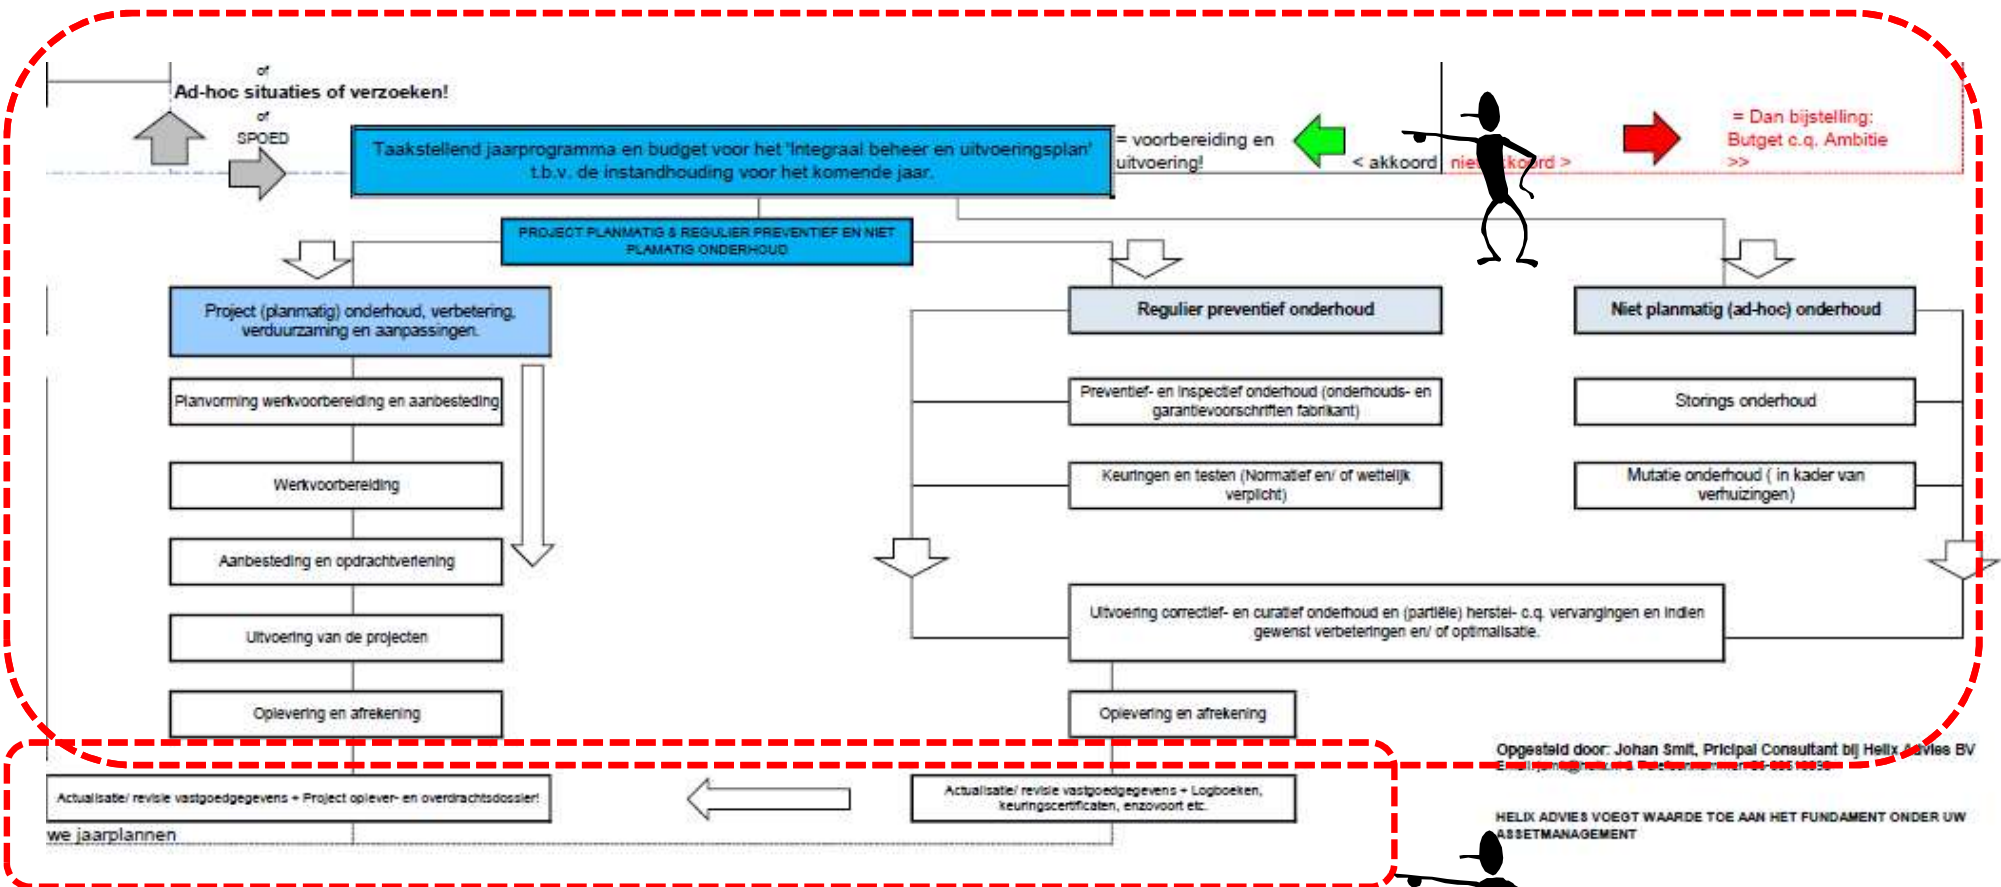 of
Ad-hoc situaties of verzoeken!
of
SPOED
Taakstellend jaarprogramma en budget voor het 'Integraal beheer en uitvoeringsplan'
t.b.v. de instandhouding voor het komende jaar.
= voorbereiding en
uitvoering!
< akkoord
niet akkoord >
= Dan bijstelling:
Butget c.q. Ambitie
>>
PROJECT PLANMATIG & REGULIER PREVENTIEF EN NIET
PLAMATIG ONDERHOUD
Project (planmatig) onderhoud, verbetering,
verduurzaming en aanpassingen.
Regulier preventief onderhoud
Niet planmatig (ad-hoc) onderhoud
Planvorming werkvoorbereiding en aanbesteding
Preventief- en inspectief onderhoud (onderhouds- en
garantievoorschriften fabrikant)
Storings onderhoud
Werkvoorbereiding
Keuringen en testen (Normatief en/ of wettelijk
verplicht)
Mutatie onderhoud ( in kader van
verhuizingen)
Aanbesteding en opdrachtverlening
Uitvoering van de projecten
Uitvoering correctief- en curatief onderhoud en (partiële) herstel- c.q. vervangingen en indien
gewenst verbeteringen en/ of optimalisatie.
Oplevering en afrekening
Oplevering en afrekening
Opgesteld door: Johan Smit, Pricipal Consultant bij Helix Advies BV
Actualisatie/ revisie vastgoedgegevens + Project oplever- en overdrachtsdossier!
Actualisatie/ revisie vastgoedgegevens + Logboeken,
keuringscertificaten, enzovoort etc.
we jaarplannen
HELIX ADVIES VOEGT WAARDE TOE AAN HET FUNDAMENT ONDER UW
ASSETMANAGEMENT